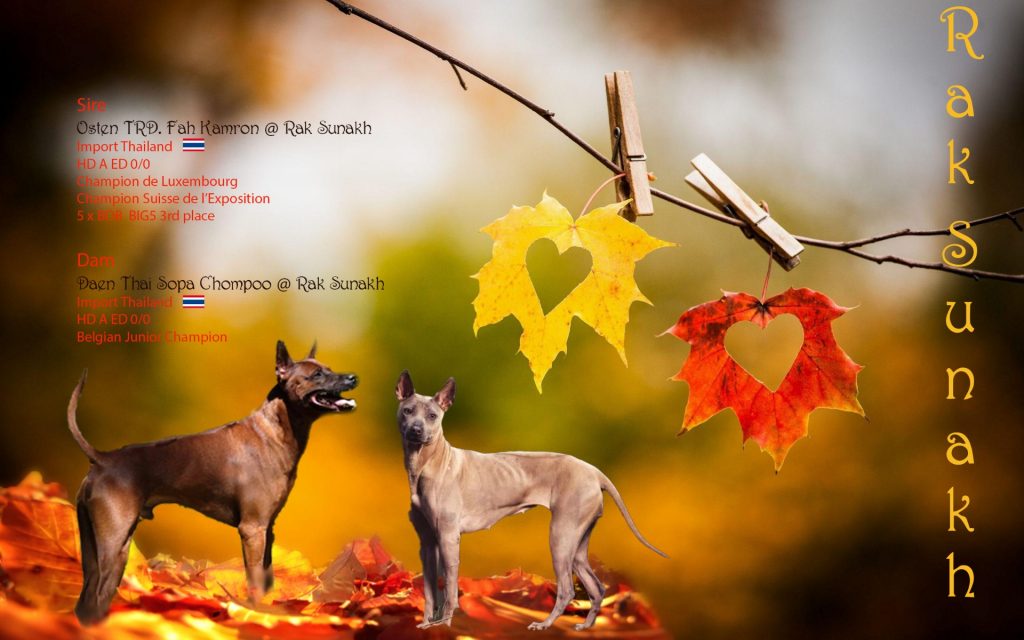 Sire
Osten TRD. Fah Kamron @ Rak Sunakh
Import Thailand
HD A ED 0/0
Champion de Luxembourg
Champion Suisse de l'Exposition
5 x BOB BIG5 3rd place
Dam
Daen Thai Sopa Chompoo @ Rak Sunakh
Import Thailand
HD A ED 0/0
Belgian Junior Champion
Rak Sunakh